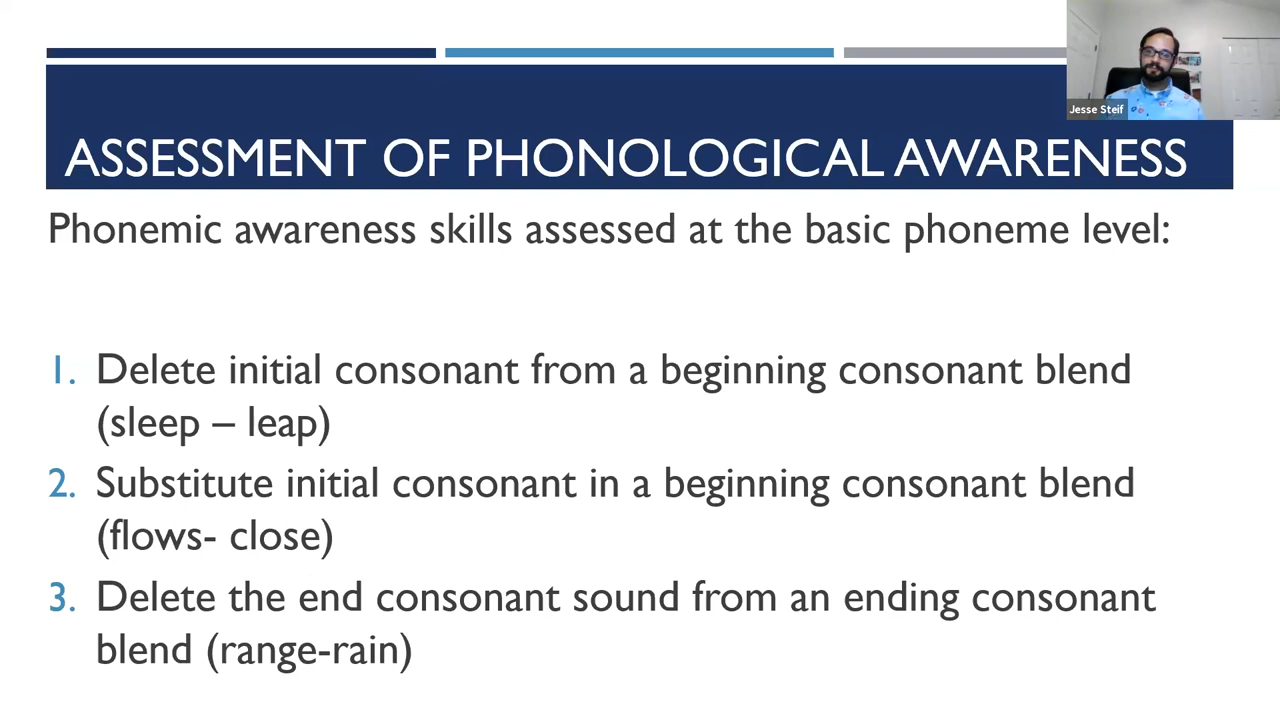 Jesse Steif
ASSESSMENT OF PHONOLOGICAL AWARENESS
Phonemic awareness skills assessed at the basic phoneme level:
1. Delete initial consonant from a beginning consonant blend
(sleep – leap)
2. Substitute initial consonant in a beginning consonant blend
(flows- close)
3. Delete the end consonant sound from an ending consonant
blend (range-rain)